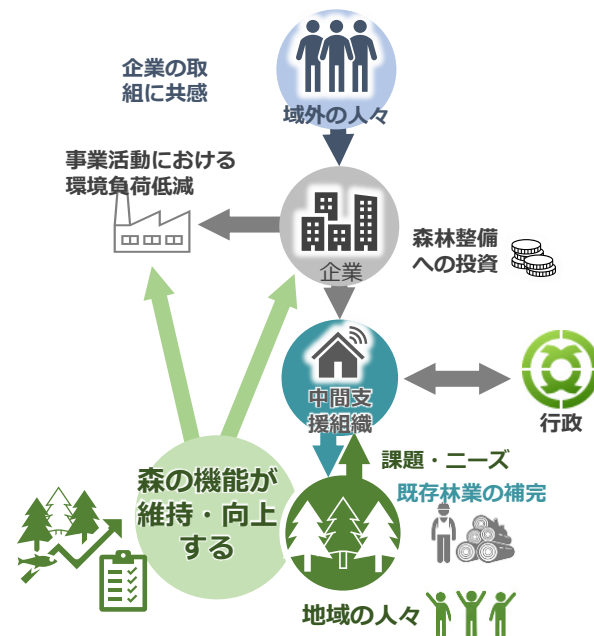 企業の取
組に共感
域外の人々
事業活動における
環境負荷低減
企業
森林整備
への投資
中間支
援組織
行政
課題・ニーズ
既存林業の補完
森の機能が
維持・向上
する
地域の人々